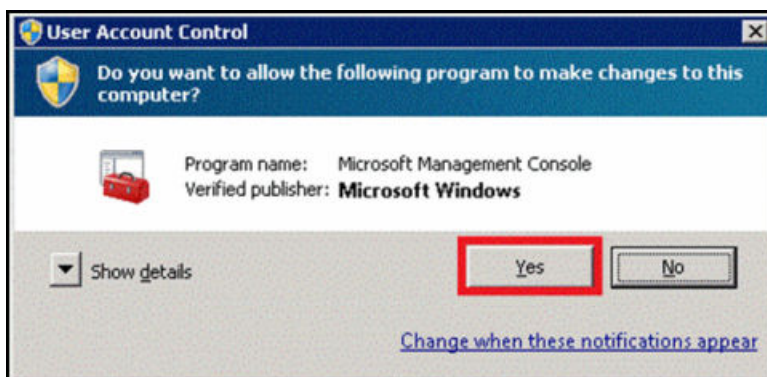 User Account Control
Do you want to allow the following program to make changes to this
computer?
Program name: Microsoft Management Console
Verified publisher: Microsoft Windows
Show details
Yes
No
Change when these notifications appear